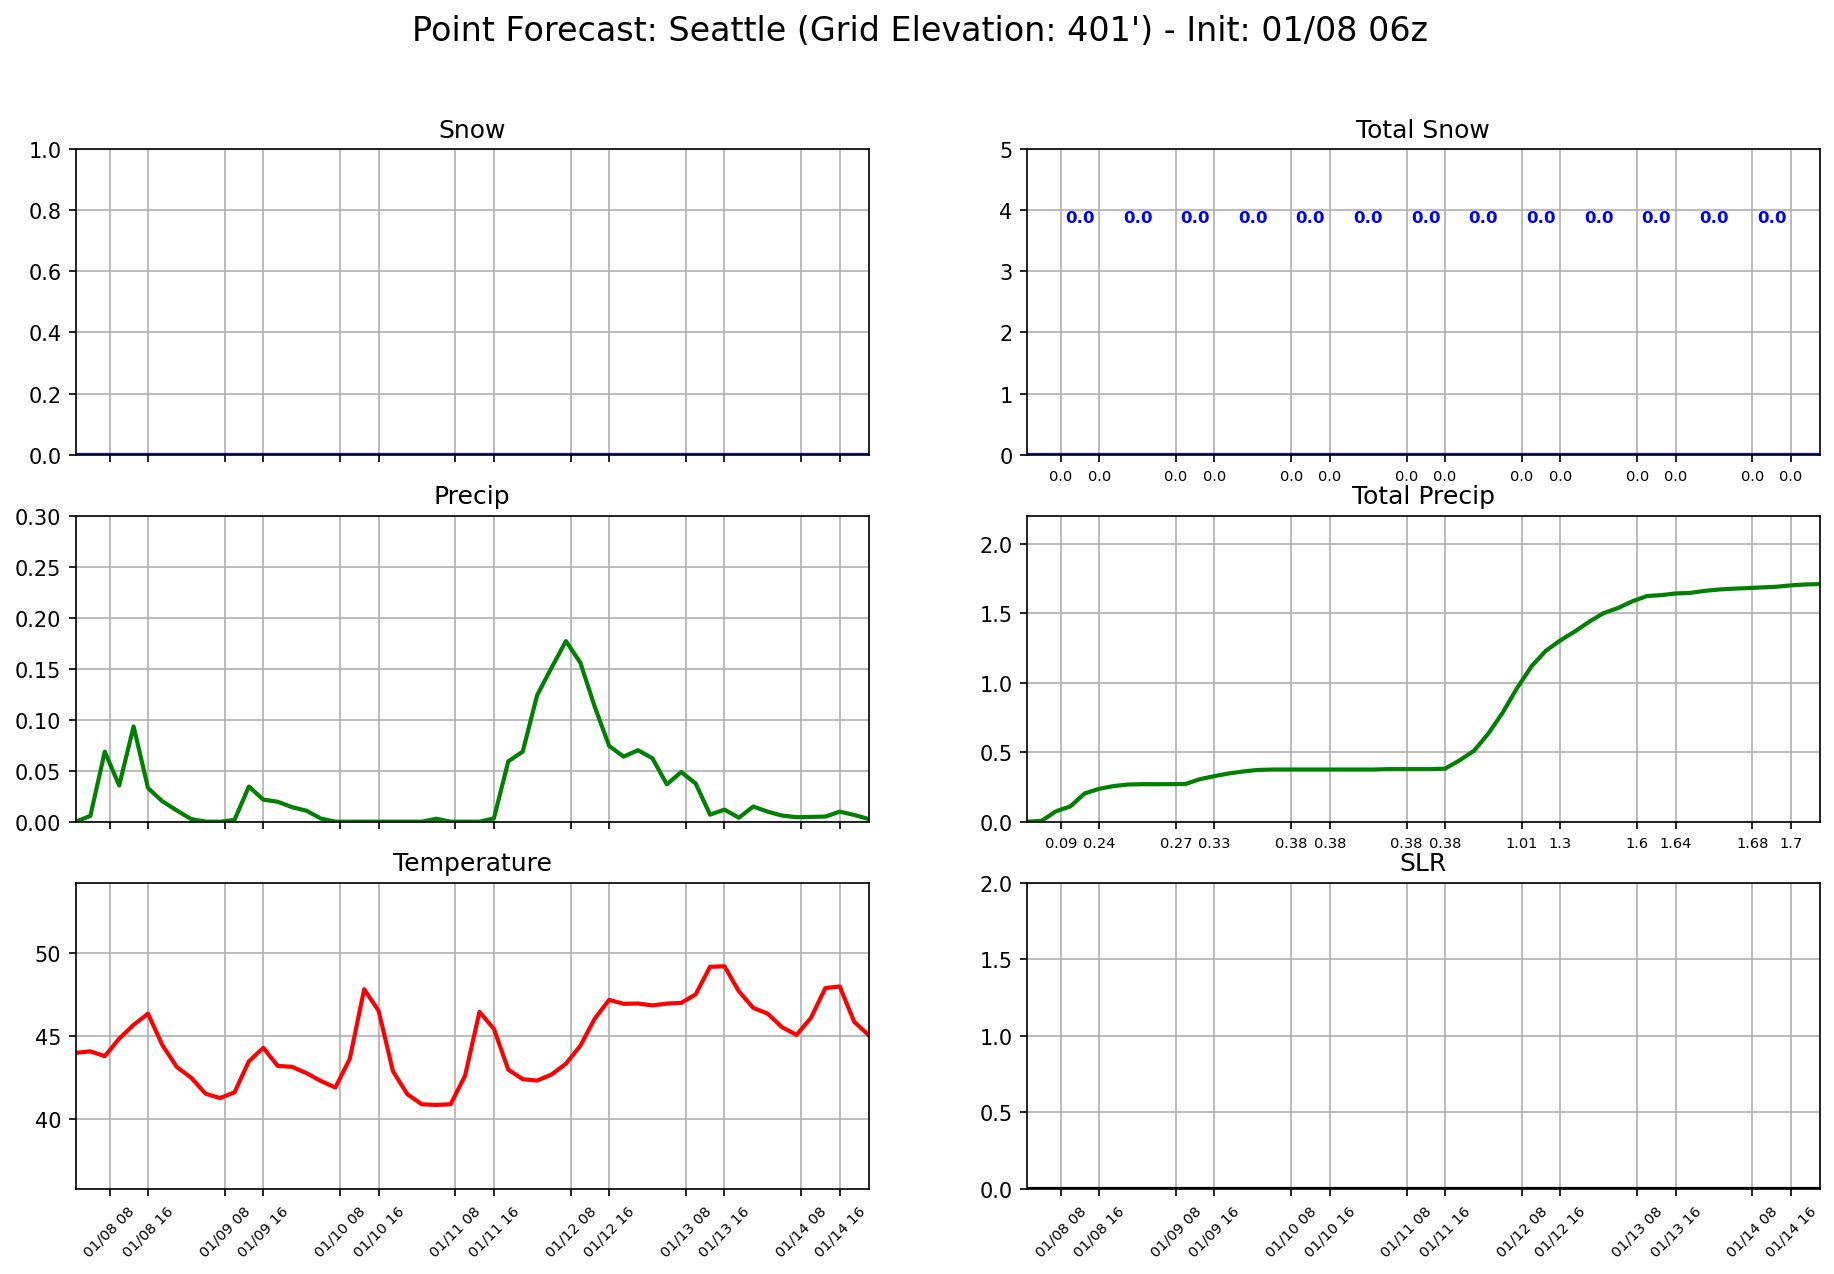 Point Forecast: Seattle (Grid Elevation: 401') - Init: 01/08 06z
Snow
1.0
0.8
0.6
0.4
0.2
0.0
Total Snow
5
4
3
2
1
0
0.0 0.0 0.0 0.0 0.0 0.0 0.0 0.0 0.0 0.0 0.0 0.0 0.0
0.0 0.0 0.0 0.0 0.0 0.0 0.0 0.0 0.0 0.0 0.0 0.0 0.0 0.0
Precip
0.30
0.25
0.20
0.15
0.10
0.05
0.00
Total Precip
2.0
1.5
1.0
0.5
0.0
0.09 0.24 0.27 0.33 0.38 0.38 0.38 0.38 1.01 1.3 1.6 1.64 1.68 1.7
Temperature
50
45
40
01/08 08 01/08 16 01/09 08 01/09 16 01/10 08 01/10 16 01/11 08 01/11 16 01/12 08 01/12 16 01/13 08 01/13 16 01/14 08 01/14 16
SLR
2.0
1.5
1.0
0.5
0.0
01/08 08 01/08 16 01/09 08 01/09 16 01/10 08 01/10 16 01/11 08 01/11 16 01/12 08 01/12 16 01/13 08 01/13 16 01/14 08 01/14 16